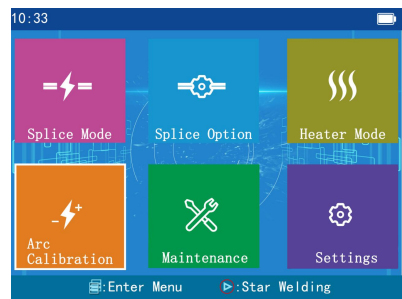 10:33
Splice Mode
Splice Option
Heater Mode
Arc
Calibration
Maintenance
Settings
:Enter Menu :Star Welding